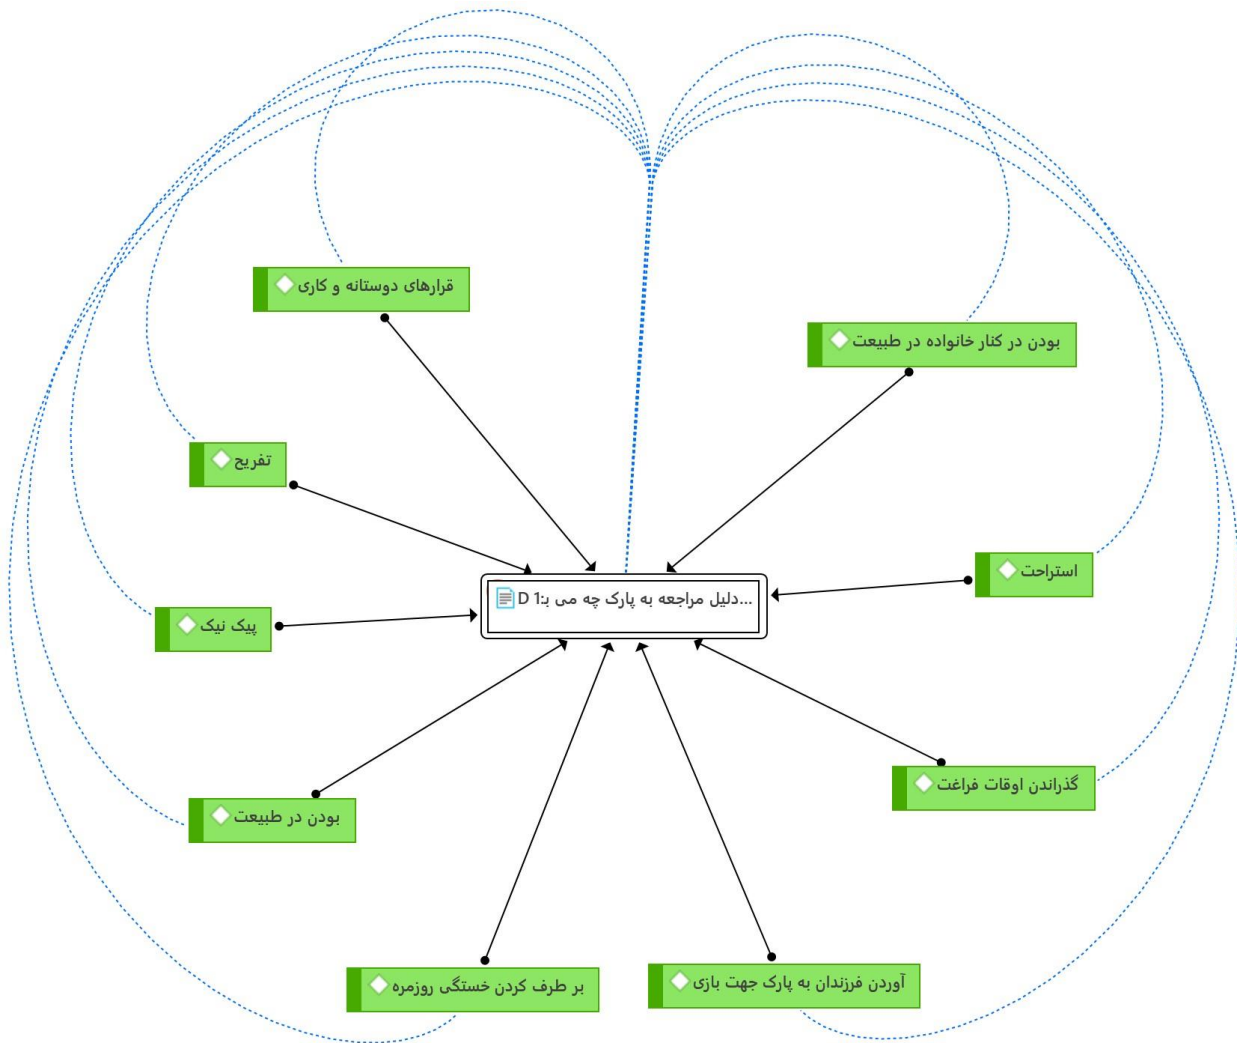 قرارهای دوستانه و کاری
بودن در کنار خانواده در طبیعت
تفریح
استراحت
D 1:دلیل مراجعه به پارک چه می ب...
پیک نیک
گذراندن اوقات فراغت
بودن در طبیعت
آوردن فرزندان به پارک جهت بازی
بر طرف کردن خستگی روزمره